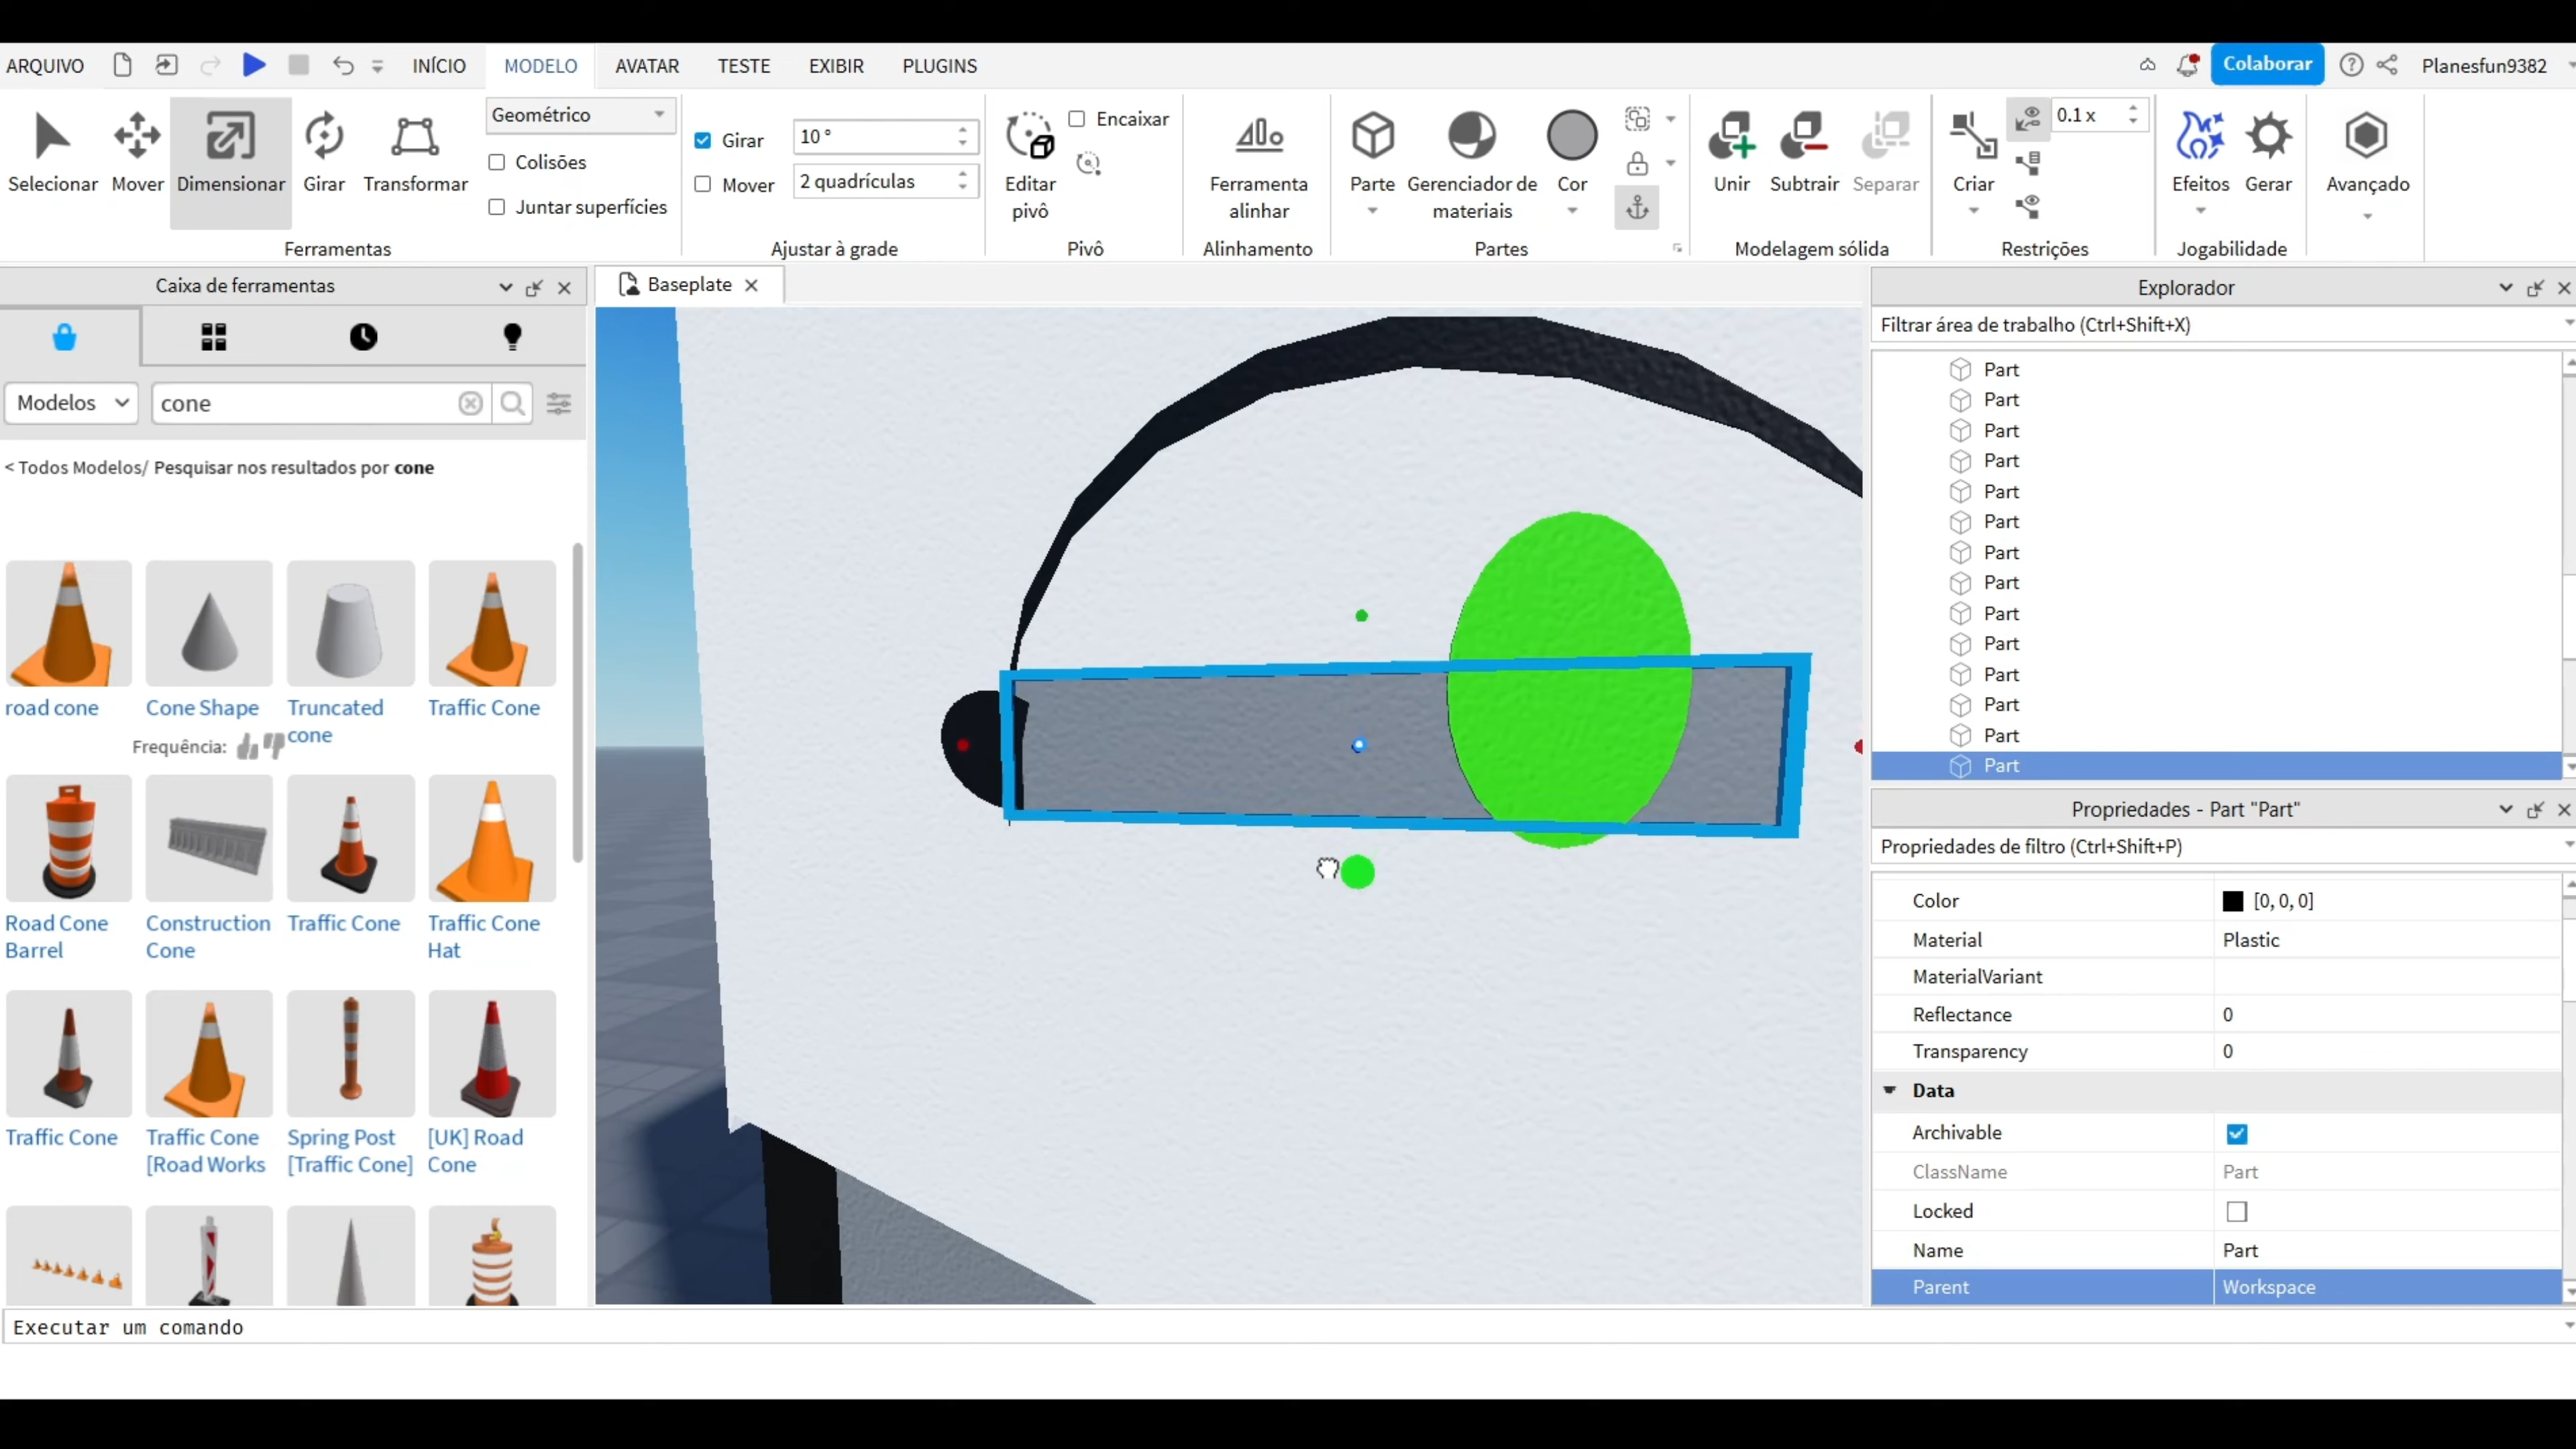 ARQUIVO
INÍCIO
MODELO
AVATAR
TESTE
EXIBIR
PLUGINS
Colaborar
Planesfun9382
Selecionar
Mover
Dimensionar
Girar
Transformar
Geométrico
Colisões
Juntar superfícies
Ferramentas
Girar
10 °
Mover
2 quadrículas
Ajustar à grade
Editar
pivô
Encaixar
Pivô
Ferramenta
alinhar
Alinhamento
Parte
Gerenciador de
materiais
Cor
Partes
Unir
Subtrair
Separar
Modelagem sólida
Criar
0.1 x
Restrições
Efeitos
Gerar
Jogabilidade
Avançado
Caixa de ferramentas
Modelos
cone
< Todos Modelos/ Pesquisar nos resultados por cone
road cone
Cone Shape
Truncated
cone
Traffic Cone
Frequência:
Road Cone
Barrel
Construction
Cone
Traffic Cone
Traffic Cone
Hat
Traffic Cone
Traffic Cone
[Road Works
Spring Post
[Traffic Cone]
[UK] Road
Cone
Baseplate
Explorador
Filtrar área de trabalho (Ctrl+Shift+X)
Part
Part
Part
Part
Part
Part
Part
Part
Part
Part
Part
Part
Part
Part
Propriedades - Part "Part"
Propriedades de filtro (Ctrl+Shift+P)
Color [0, 0, 0]
Material Plastic
MaterialVariant
Reflectance 0
Transparency 0
Data
Archivable
ClassName Part
Locked
Name Part
Parent Workspace
Executar um comando